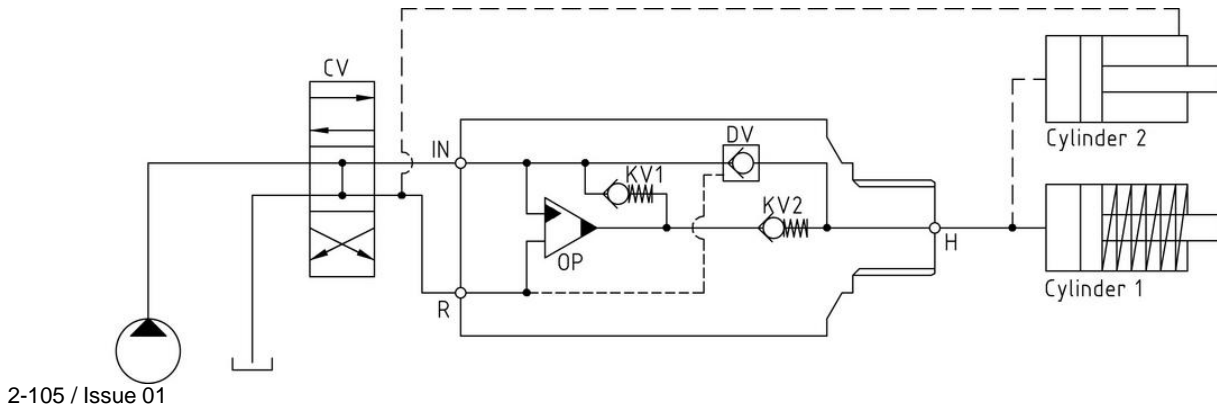 CV
IN
DV
KV1
KV2
OP
H
R
Cylinder 2
Cylinder 1
2-105 / Issue 01